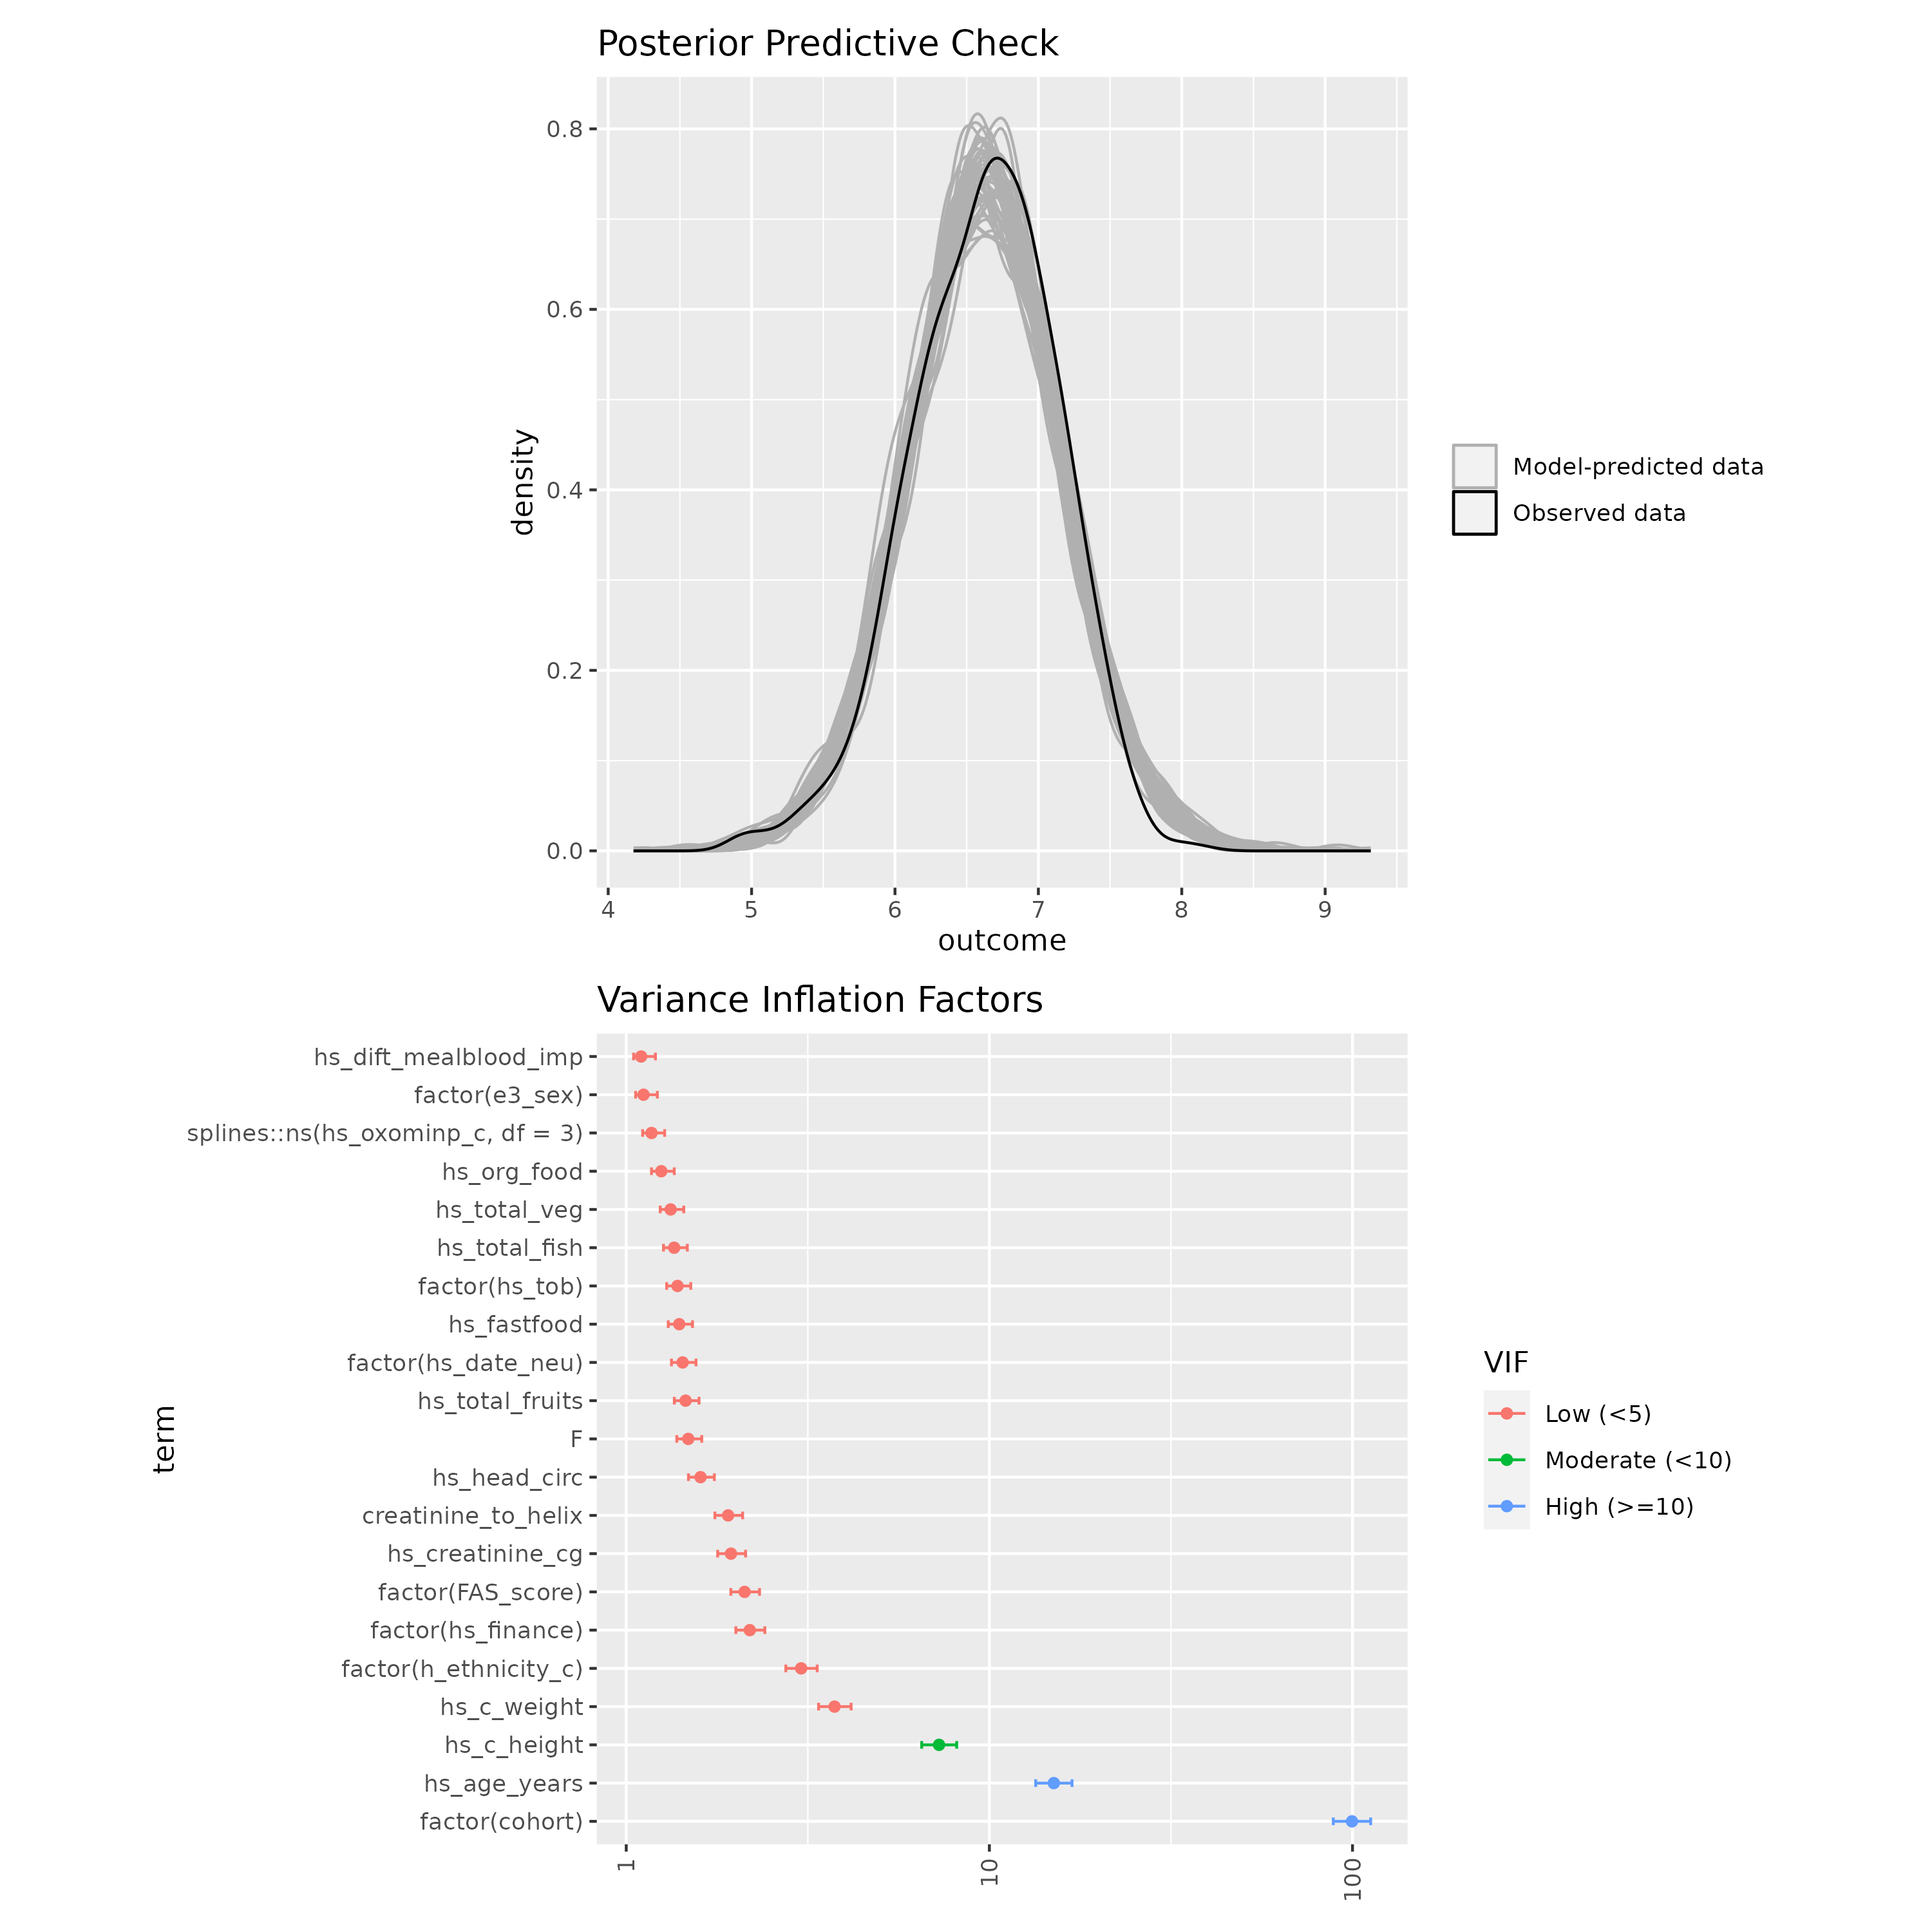 Posterior Predictive Check
density
0.8
0.6
0.4
0.2
0.0
4 5 6 7 8 9
outcome
Model-predicted data
Observed data
Variance Inflation Factors
term
hs_dift_mealblood_imp
factor(e3_sex)
splines::ns(hs_oxominp_c, df = 3)
hs_org_food
hs_total_veg
hs_total_fish
factor(hs_tob)
hs_fastfood
factor(hs_date_neu)
hs_total_fruits
F
hs_head_circ
creatinine_to_helix
hs_creatinine_cg
factor(FAS_score)
factor(hs_finance)
factor(h_ethnicity_c)
hs_c_weight
hs_c_height
hs_age_years
factor(cohort)
1 10 100
VIF
Low (<5)
Moderate (<10)
High (>=10)